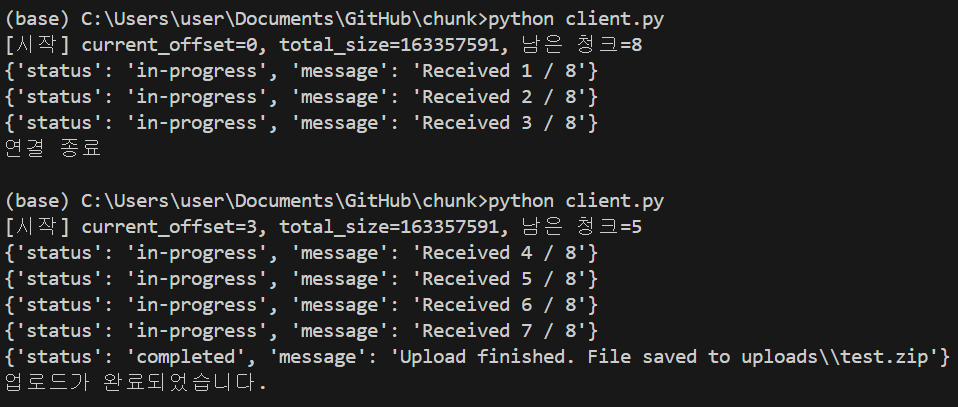 (base) C:\Users\user\Documents\GitHub\chunk>python client.py
[시작] current_offset=0, total_size=163357591, 남은 청크=8
{'status': 'in-progress', 'message': 'Received 1 / 8'}
{'status': 'in-progress', 'message': 'Received 2 / 8'}
{'status': 'in-progress', 'message': 'Received 3 / 8'}
연결 종료
(base) C:\Users\user\Documents\GitHub\chunk>python client.py
[시작] current_offset=3, total_size=163357591, 남은 청크=5
{'status': 'in-progress', 'message': 'Received 4 / 8'}
{'status': 'in-progress', 'message': 'Received 5 / 8'}
{'status': 'in-progress', 'message': 'Received 6 / 8'}
{'status': 'in-progress', 'message': 'Received 7 / 8'}
{'status': 'completed', 'message': 'Upload finished. File saved to uploads\\test.zip'}
업로드가 완료되었습니다.